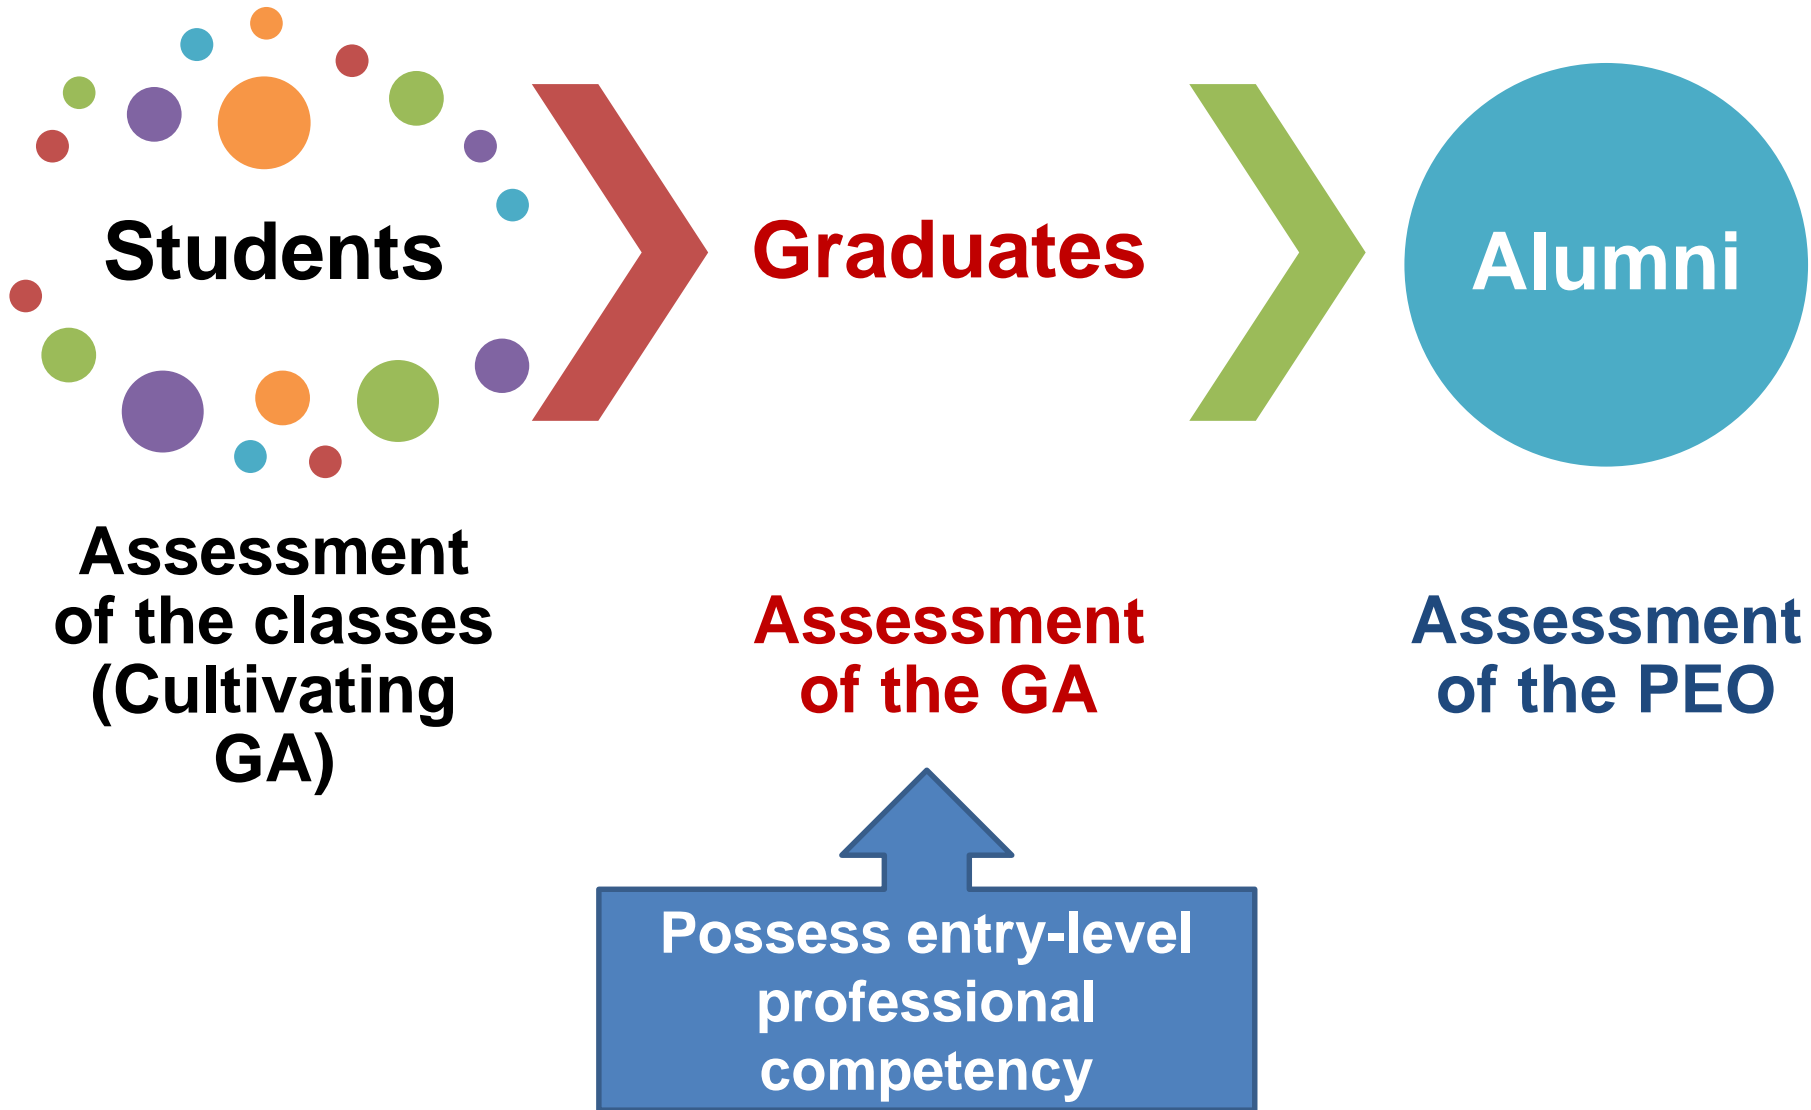 Students
Graduates
Alumni
Assessment
of the classes
(Cultivating
GA)
Assessment
of the GA
Assessment
of the PEO
Possess entry-level
professional
competency